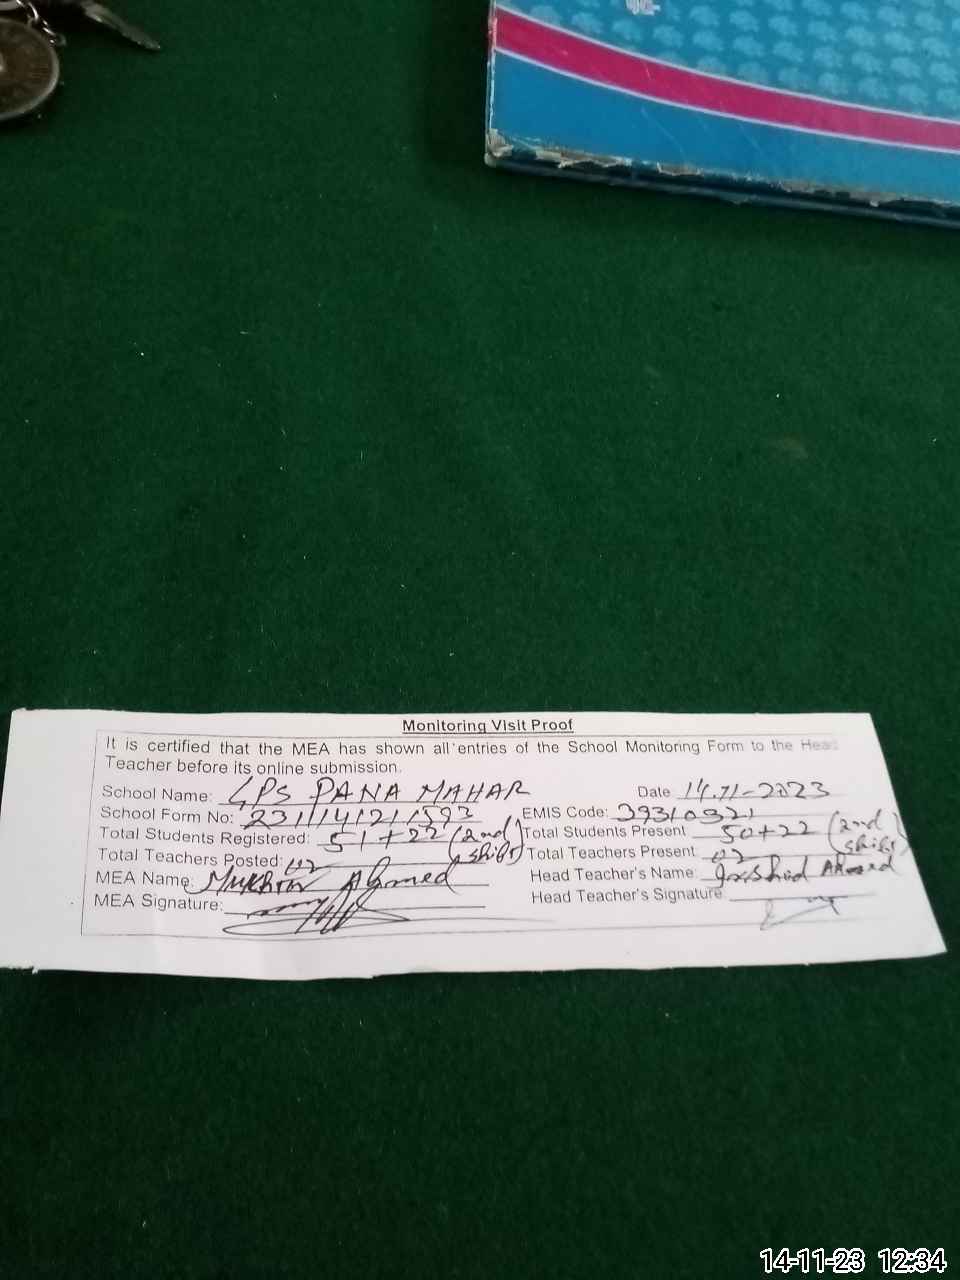 Monitoring Visit Proof
It is certified that the MEA has shown all entries of the School Monitoring Form to the Head
Teacher before its online submission.
School Name: GPS PANA MAHAR Date 14.11-2023
School Form No: 2311141211593 EMIS Code: 39310321
Total Students Registered: 51+22 (2nd shift) Total Students Present 50+22 (2nd shift)
Total Teachers Posted: 02 Total Teachers Present: 02
MEA Name: Mukhtar Ahmed Head Teacher's Name: Irshad Ahmed
MEA Signature: Head Teacher's Signature:
14-11-23 12:34